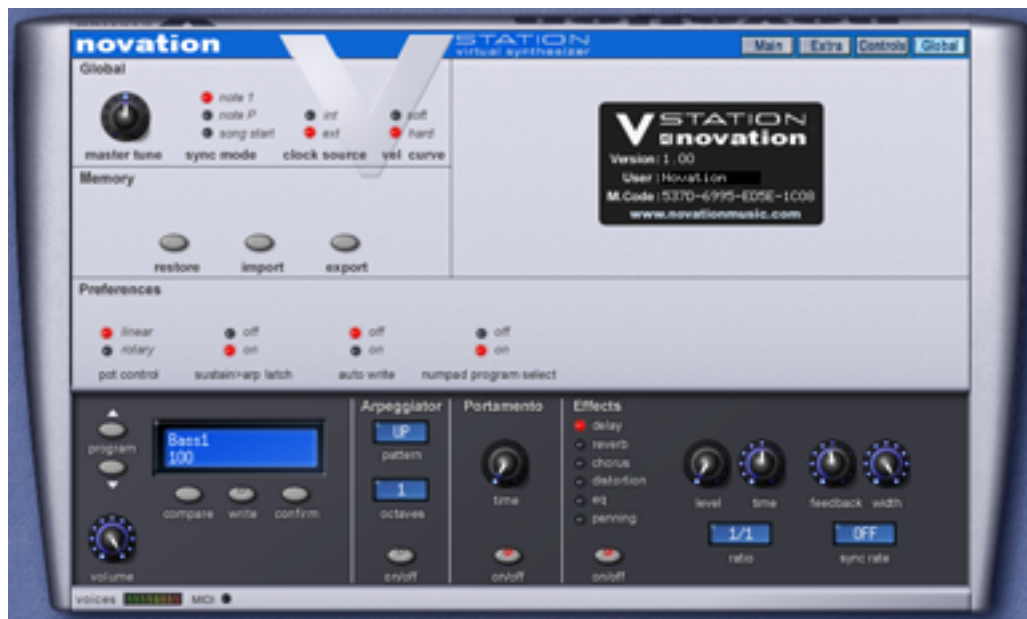 novation
V STATION
virtual synthesizer
Main Extra Controls Global
Global
note 1
note P
song start
int
ext
soft
hard
master tune sync mode clock source vel curve
V STATION
novation
Version: 1.00
User: Novation
M.Code: 537D-6995-ED5E-1C08
www.novationmusic.com
Memory
restore import export
Preferences
linear off off off
rotary on on on
pot control sustain>arp latch auto write numpad program select
program
Bass1
100
compare write confirm
volume
Arpeggiator
UP
pattern
1
octaves
on/off
Portamento
time
on/off
Effects
delay
reverb
chorus
distortion
eq
panning
on/off
level time feedback width
1/1 OFF
ratio sync rate
voices MIDI